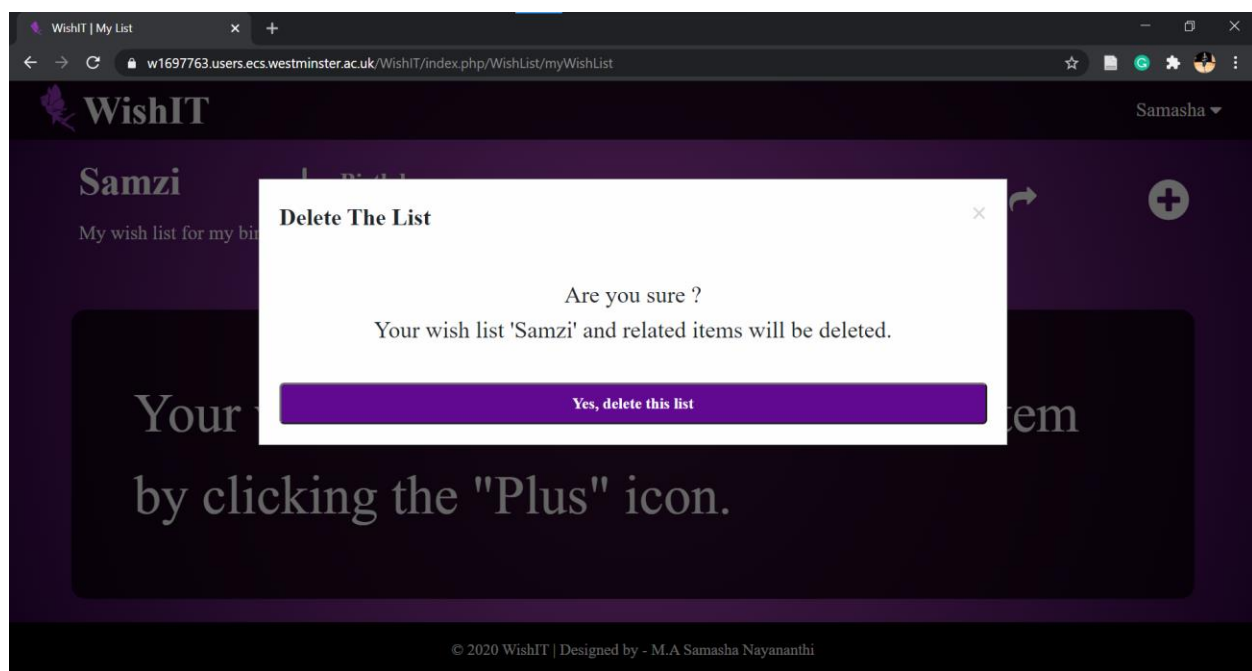 WishIT | My List
w1697763.users.ecs.westminster.ac.uk/WishIT/index.php/WishList/myWishList
WishIT
Samasha
Samzi
My wish list for my
Delete The List
Are you sure ?
Your wish list 'Samzi' and related items will be deleted.
Yes, delete this list
Your
by clicking the "Plus" icon.
© 2020 WishIT | Designed by - M.A Samasha Nayananthi